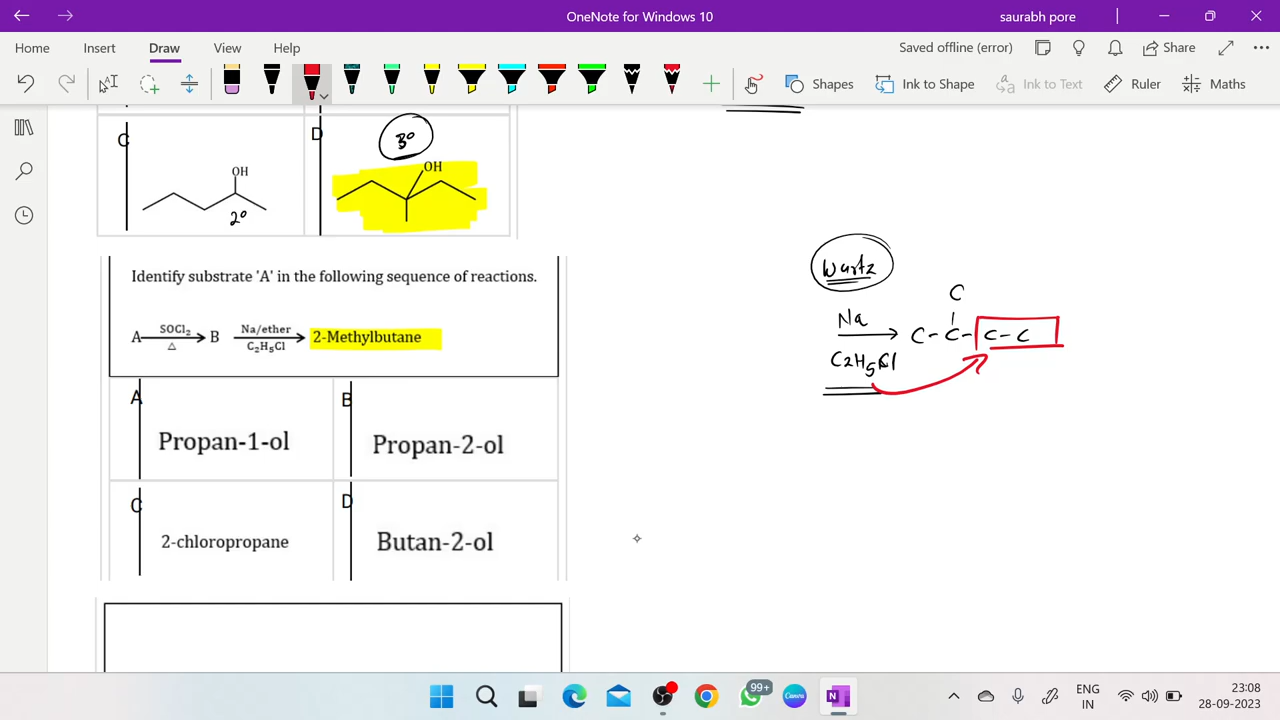 OneNote for Windows 10
saurabh pore
Home Insert Draw View Help
Saved offline (error)
Share
Shapes
Ink to Shape
Ink to Text
Ruler
Maths
C
OH
2°
D
3°
OH
Identify substrate 'A' in the following sequence of reactions.
A SOCl₂ △ B Na/ether C₂H₅Cl 2-Methylbutane
A
Propan-1-ol
B
Propan-2-ol
C
2-chloropropane
D
Butan-2-ol
Wurtz
C
Na
C - C - C - C
C2H5Cl
99+
ENG
IN
23:08
28-09-2023